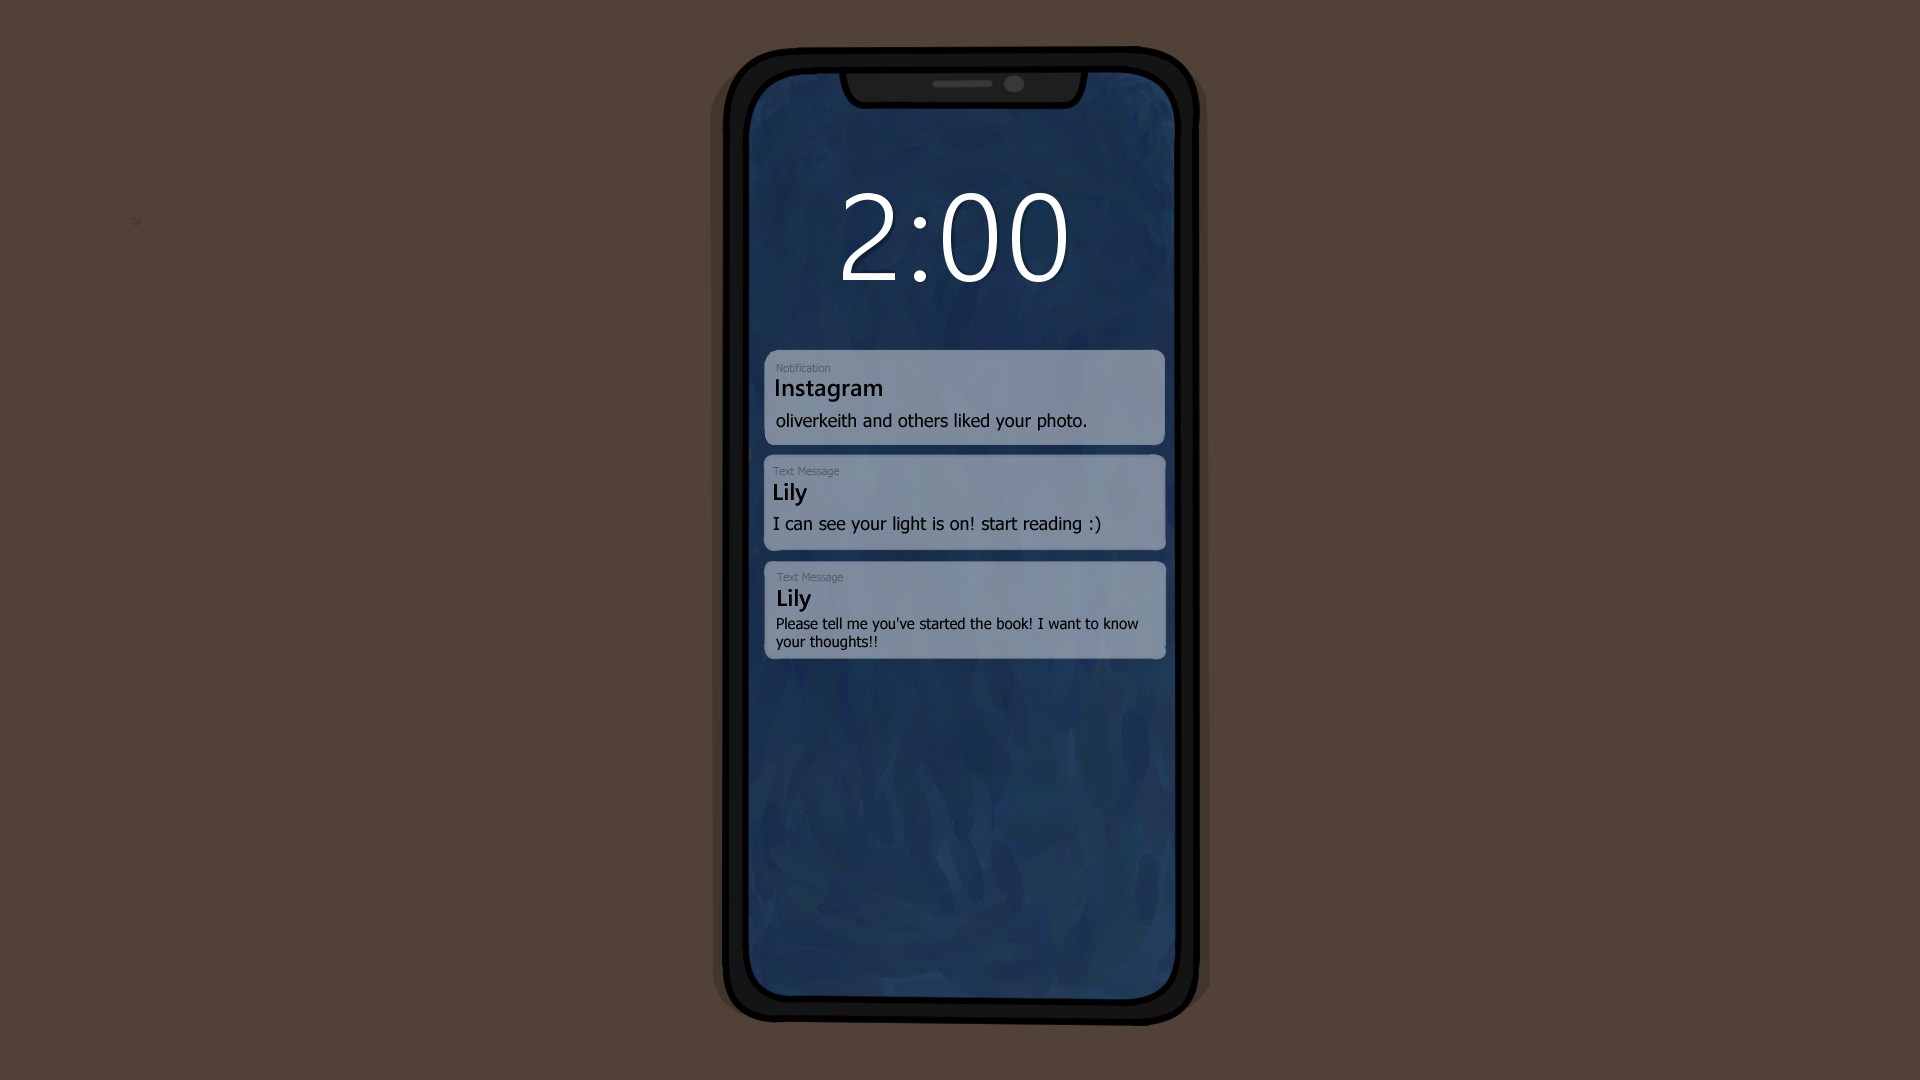 2:00
Notification
Instagram
oliverkeith and others liked your photo.
Text Message
Lily
I can see your light is on! start reading :)
Text Message
Lily
Please tell me you've started the book! I want to know
your thoughts!!